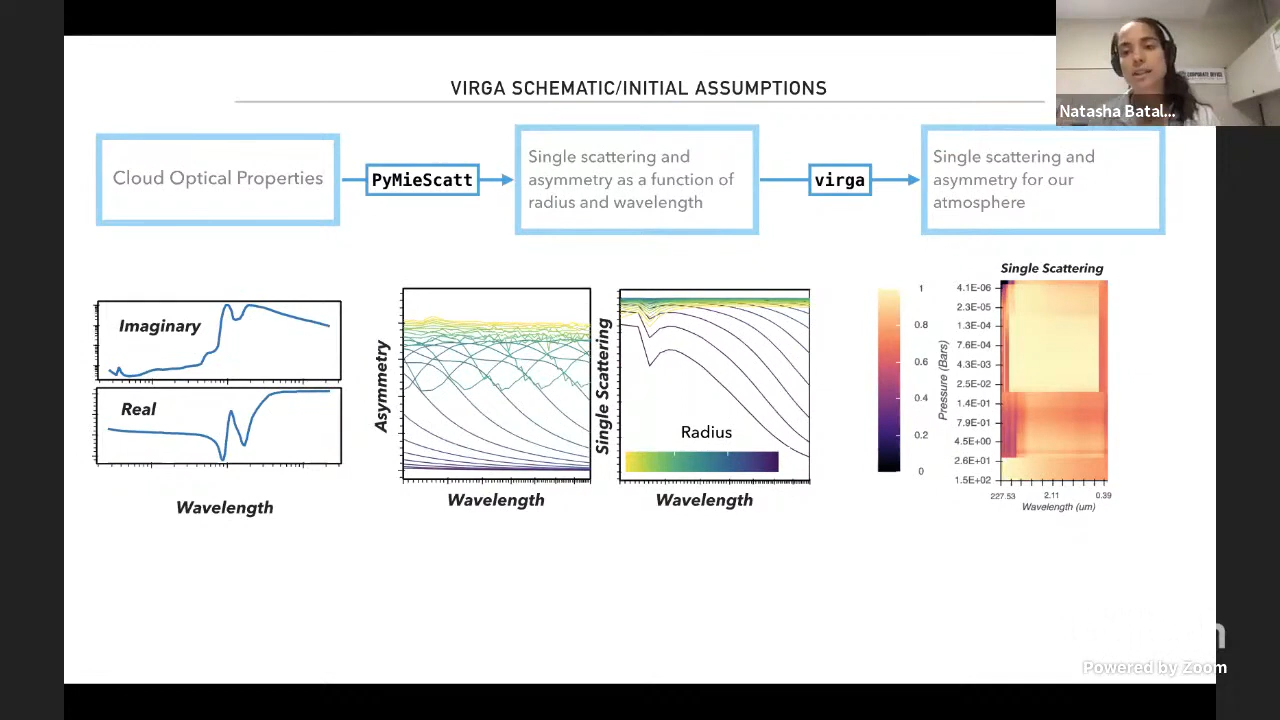 VIRGA SCHEMATIC/INITIAL ASSUMPTIONS
Natasha Batal...
Cloud Optical Properties
PyMieScatt
Single scattering and
asymmetry as a function of
radius and wavelength
virga
Single scattering and
asymmetry for our
atmosphere
Imaginary
Real
Wavelength
Asymmetry
Wavelength
Single Scattering
Radius
Wavelength
1
0.8
0.6
0.4
0.2
0
Single Scattering
Pressure (Bars)
4.1E-06
2.3E-05
1.3E-04
7.6E-04
4.3E-03
2.5E-02
1.4E-01
7.9E-01
4.5E+00
2.6E+01
1.5E+02
227.53 2.11 0.39
Wavelength (um)
Powered by Zoom